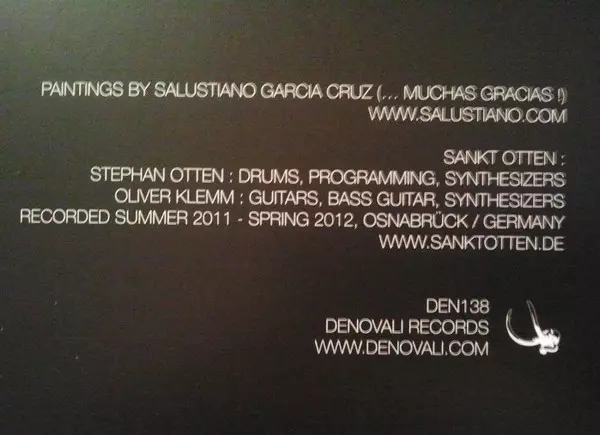 PAINTINGS BY SALUSTIANO GARCIA CRUZ (... MUCHAS GRACIAS !)
WWW.SALUSTIANO.COM
SANKT OTTEN :
STEPHAN OTTEN : DRUMS, PROGRAMMING, SYNTHESIZERS
OLIVER KLEMM : GUITARS, BASS GUITAR, SYNTHESIZERS
RECORDED SUMMER 2011 - SPRING 2012, OSNABRÜCK / GERMANY
WWW.SANKTOTTEN.DE
DEN138
DENOVALI RECORDS
WWW.DENOVALI.COM